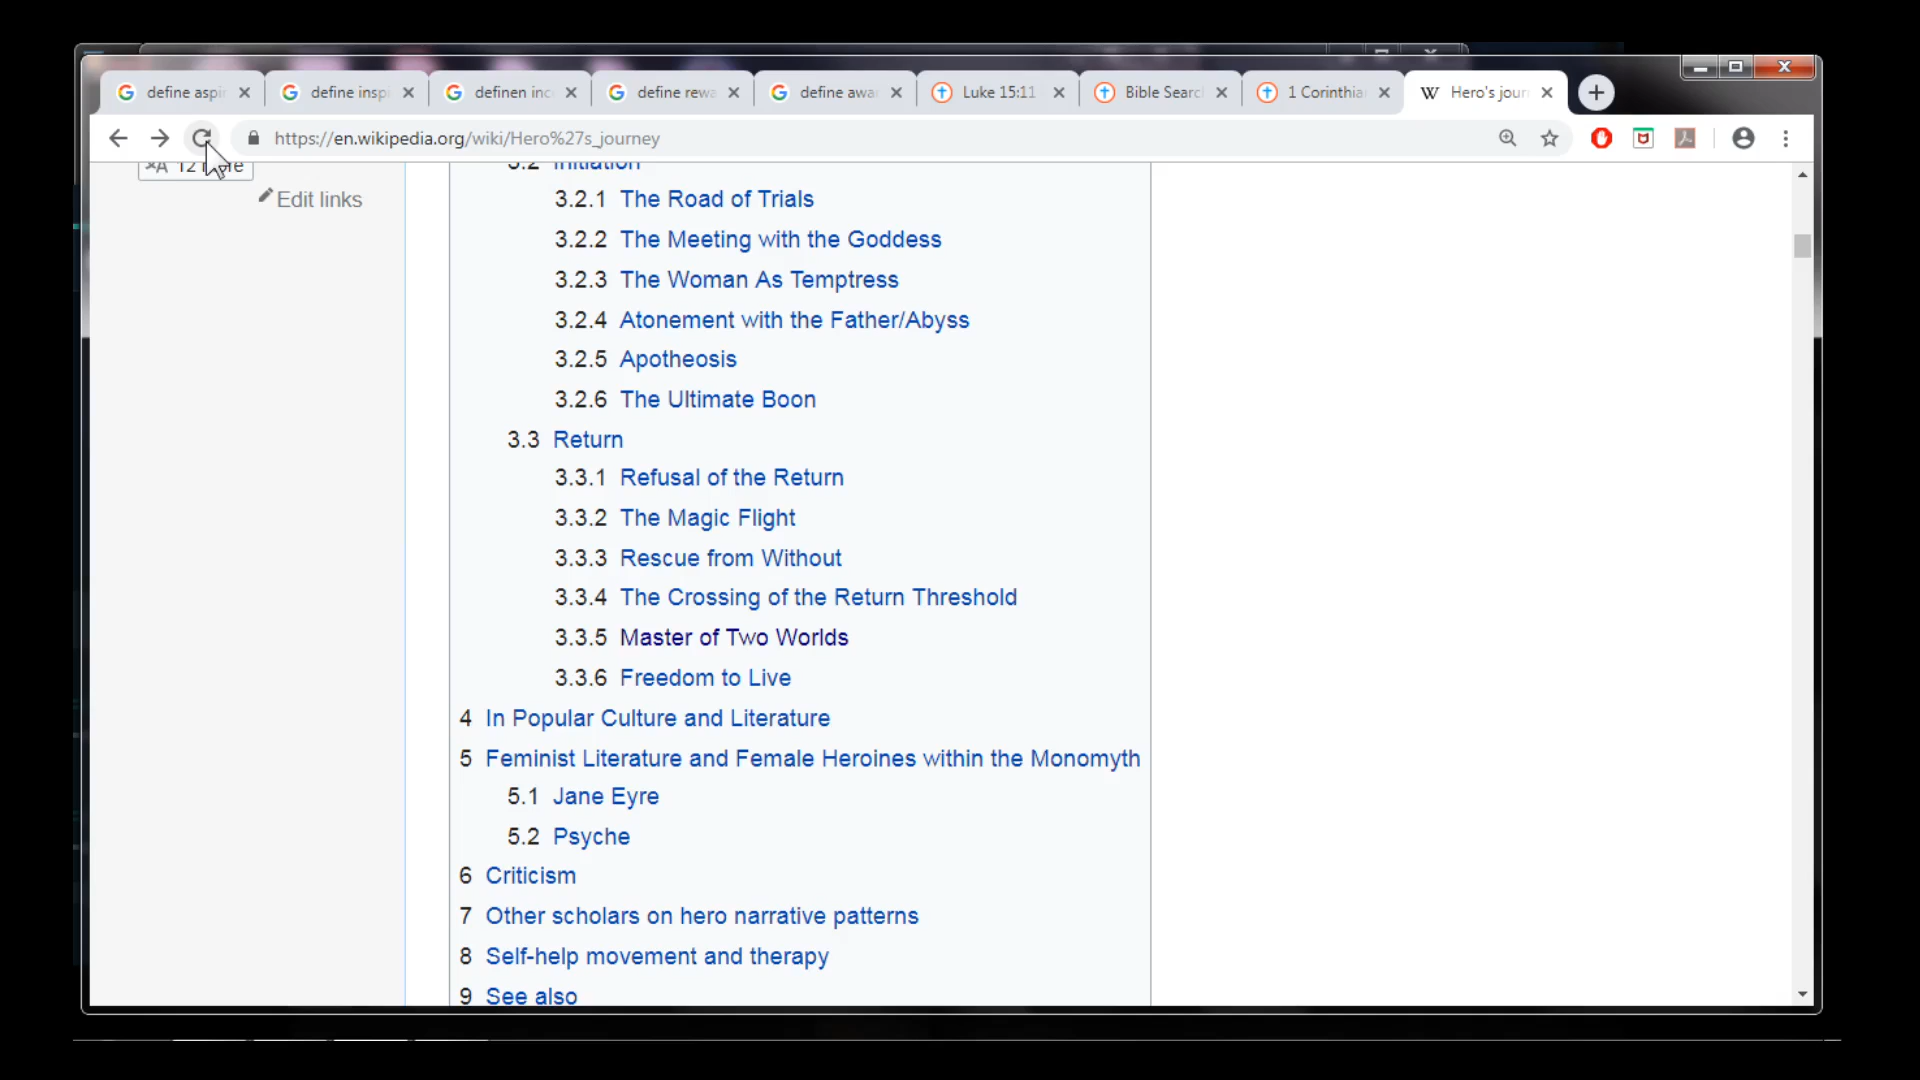 define aspi
define insp
definen inc
define rewa
define awa
Luke 15:11
Bible Searc
1 Corinthia
Hero's jour
https://en.wikipedia.org/wiki/Hero%27s_journey
3.2 Initiation
Edit links
3.2.1 The Road of Trials
3.2.2 The Meeting with the Goddess
3.2.3 The Woman As Temptress
3.2.4 Atonement with the Father/Abyss
3.2.5 Apotheosis
3.2.6 The Ultimate Boon
3.3 Return
3.3.1 Refusal of the Return
3.3.2 The Magic Flight
3.3.3 Rescue from Without
3.3.4 The Crossing of the Return Threshold
3.3.5 Master of Two Worlds
3.3.6 Freedom to Live
4 In Popular Culture and Literature
5 Feminist Literature and Female Heroines within the Monomyth
5.1 Jane Eyre
5.2 Psyche
6 Criticism
7 Other scholars on hero narrative patterns
8 Self-help movement and therapy
9 See also